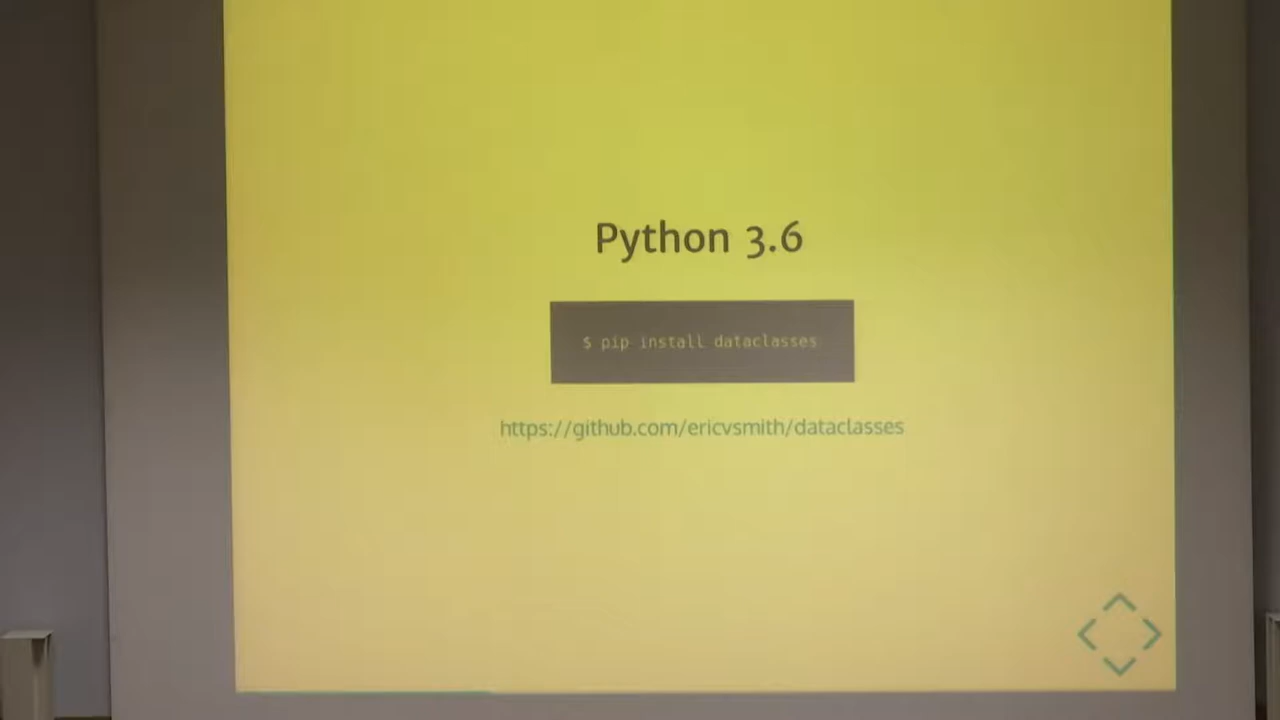 Python 3.6
$ pip install dataclasses
https://github.com/ericvsmith/dataclasses